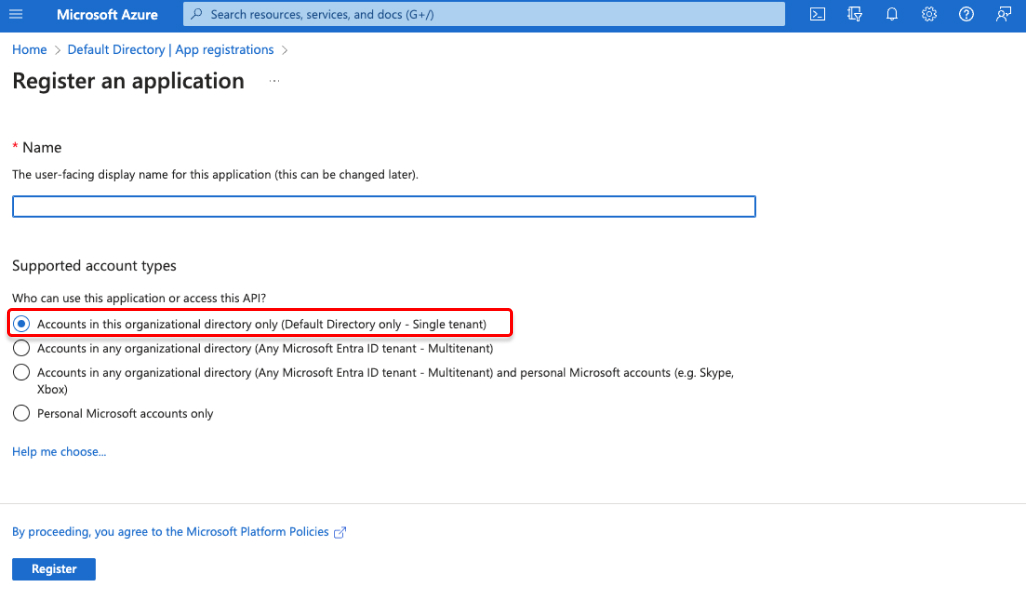 Microsoft Azure
Search resources, services, and docs (G+/)
Home > Default Directory | App registrations >
Register an application ...
* Name
The user-facing display name for this application (this can be changed later).
Supported account types
Who can use this application or access this API?
Accounts in this organizational directory only (Default Directory only - Single tenant)
Accounts in any organizational directory (Any Microsoft Entra ID tenant - Multitenant)
Accounts in any organizational directory (Any Microsoft Entra ID tenant - Multitenant) and personal Microsoft accounts (e.g. Skype,
Xbox)
Personal Microsoft accounts only
Help me choose...
By proceeding, you agree to the Microsoft Platform Policies
Register